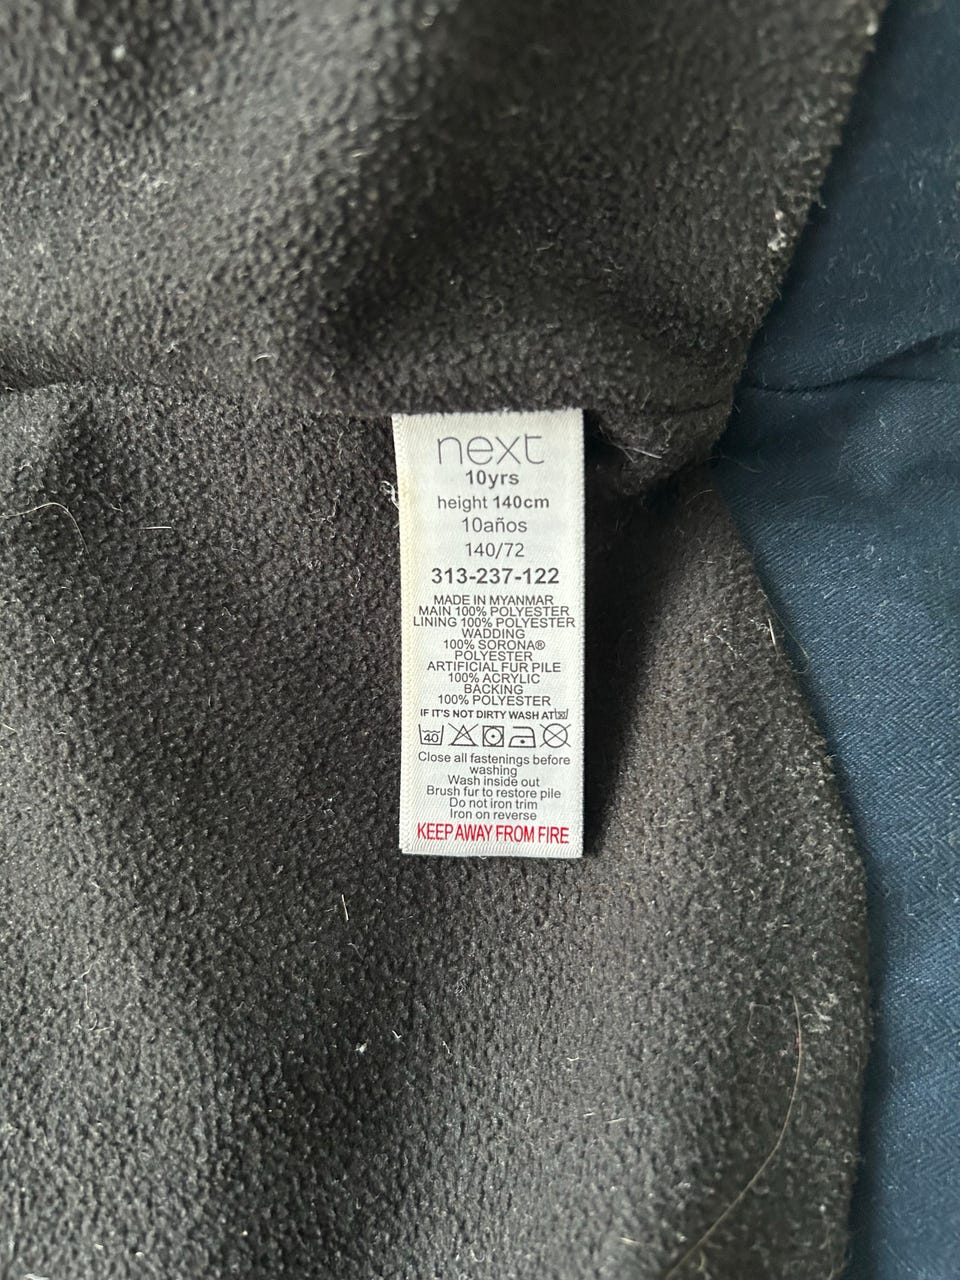 next
10yrs
height 140cm
10años
140/72
313-237-122
MADE IN MYANMAR
MAIN 100% POLYESTER
LINING 100% POLYESTER
WADDING
100% SORONA®
POLYESTER
ARTIFICIAL FUR PILE
100% ACRYLIC
BACKING
100% POLYESTER
IF IT'S NOT DIRTY WASH AT
40
Close all fastenings before
washing
Wash inside out
Brush fur to restore pile
Do not iron trim
Iron on reverse
KEEP AWAY FROM FIRE